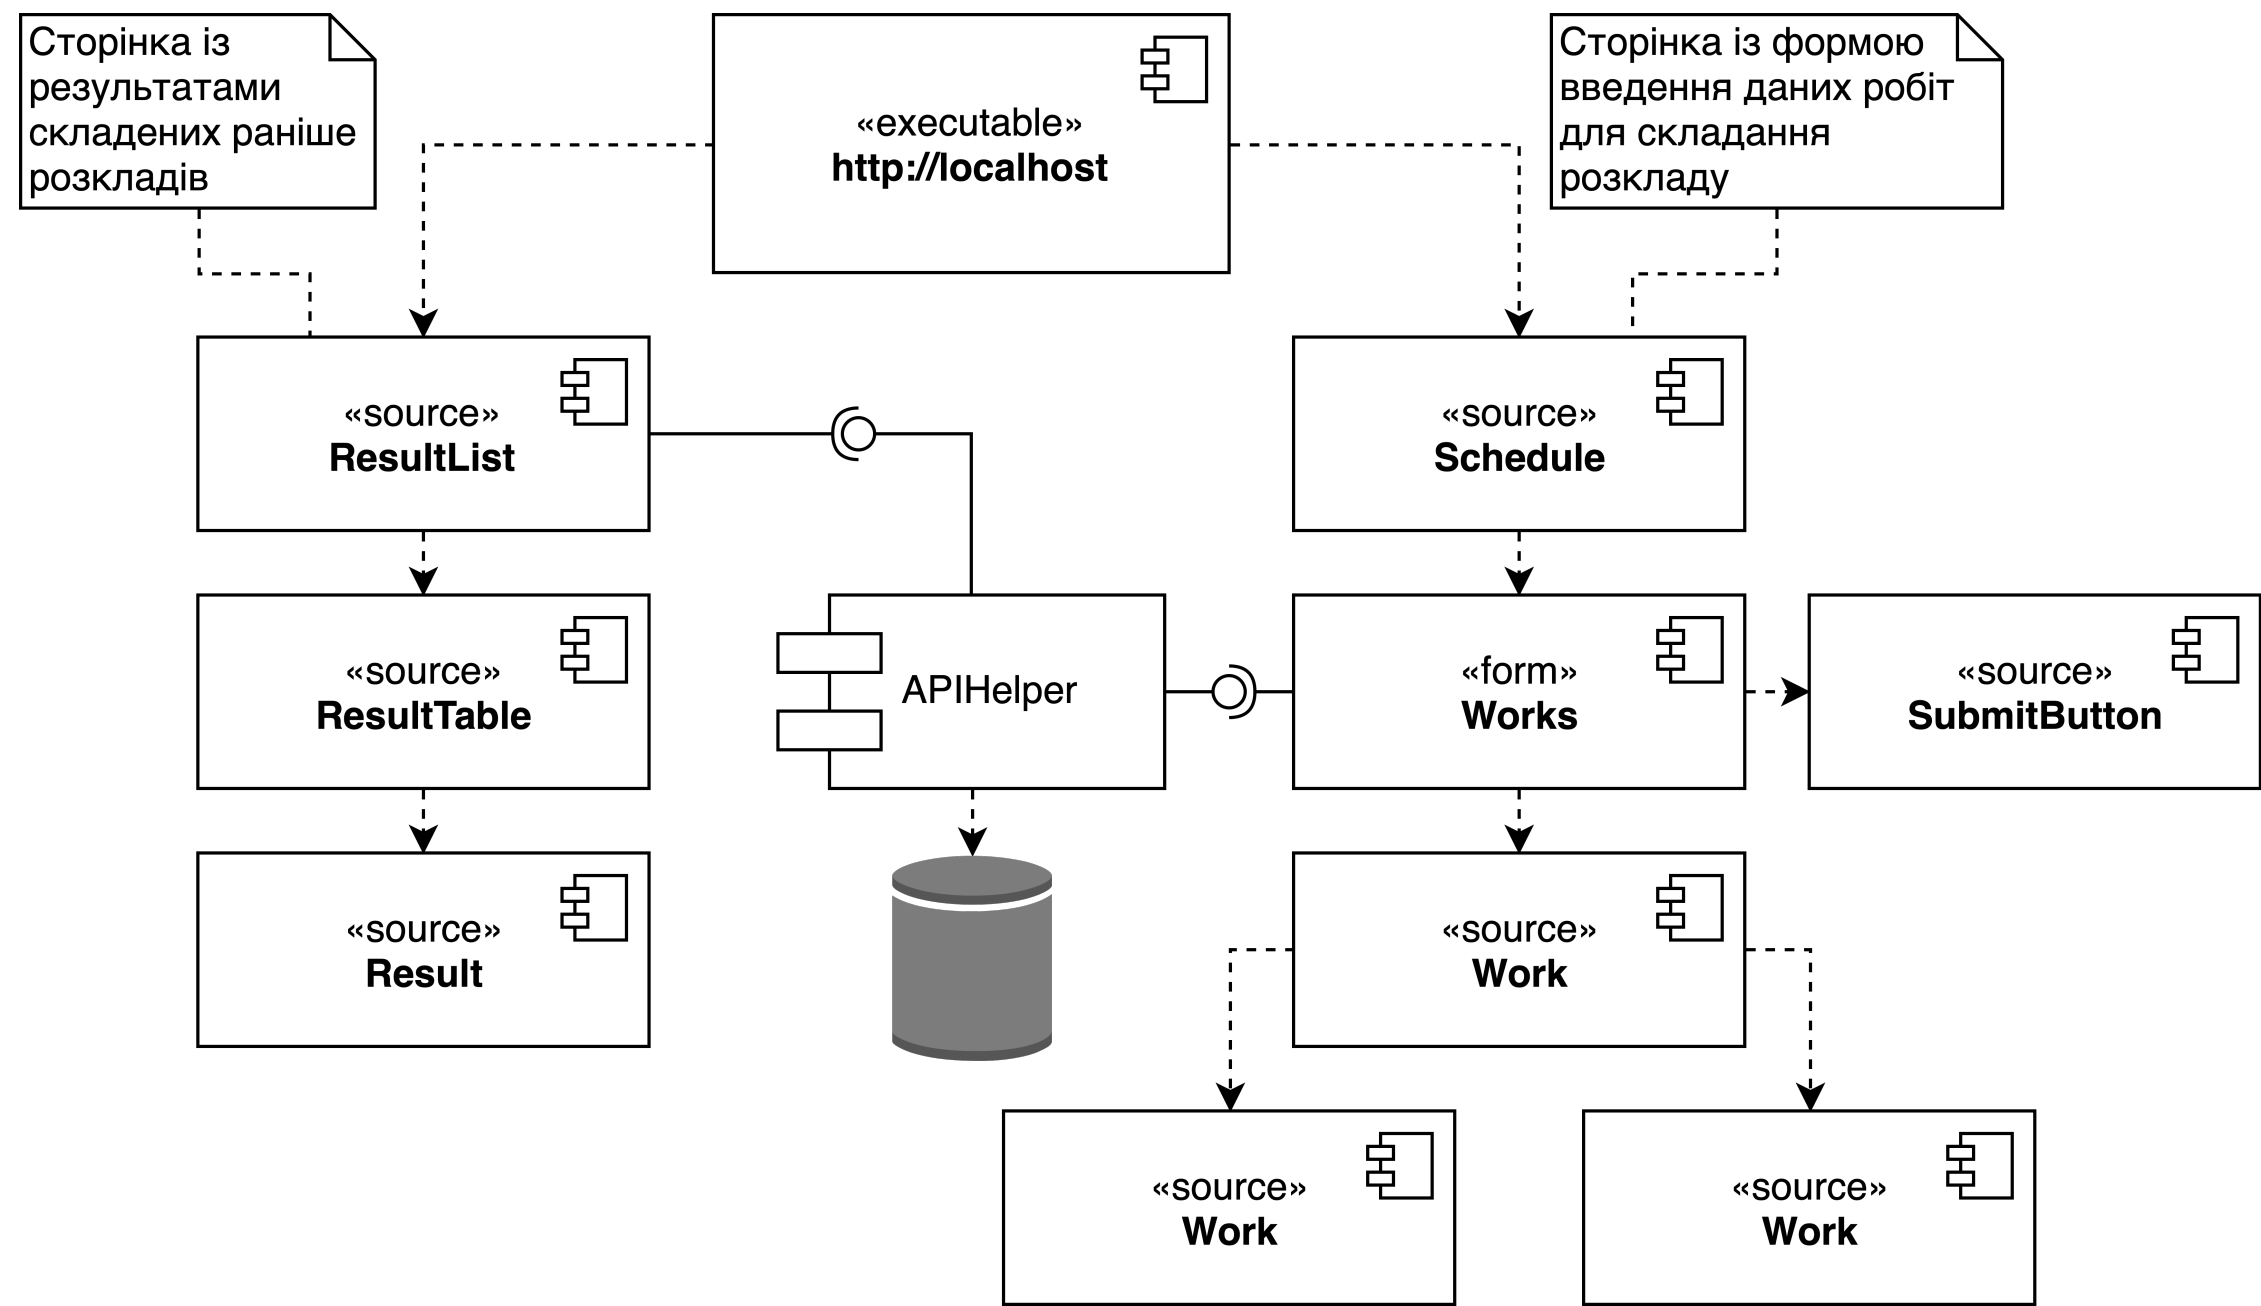 Сторінка із
результатами
складених раніше
розкладів
«executable»
http://localhost
Сторінка із формою
введення даних робіт
для складання
розкладу
«source»
ResultList
«source»
Schedule
«source»
ResultTable
APIHelper
«form»
Works
«source»
SubmitButton
«source»
Result
«source»
Work
«source»
Work
«source»
Work